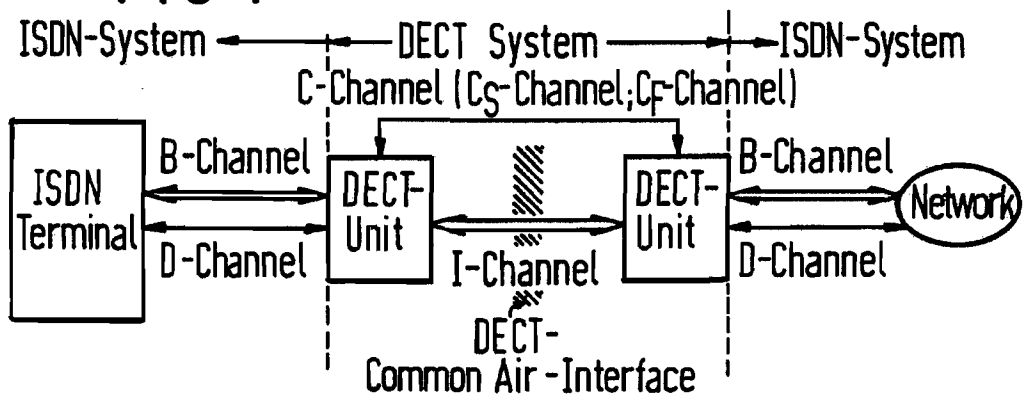 ISDN-System
DECT System
ISDN-System
C-Channel (CS-Channel; CF-Channel)
ISDN
Terminal
B-Channel
D-Channel
DECT-
Unit
I-Channel
DECT-
Unit
B-Channel
D-Channel
Network
DECT-
Common Air-Interface